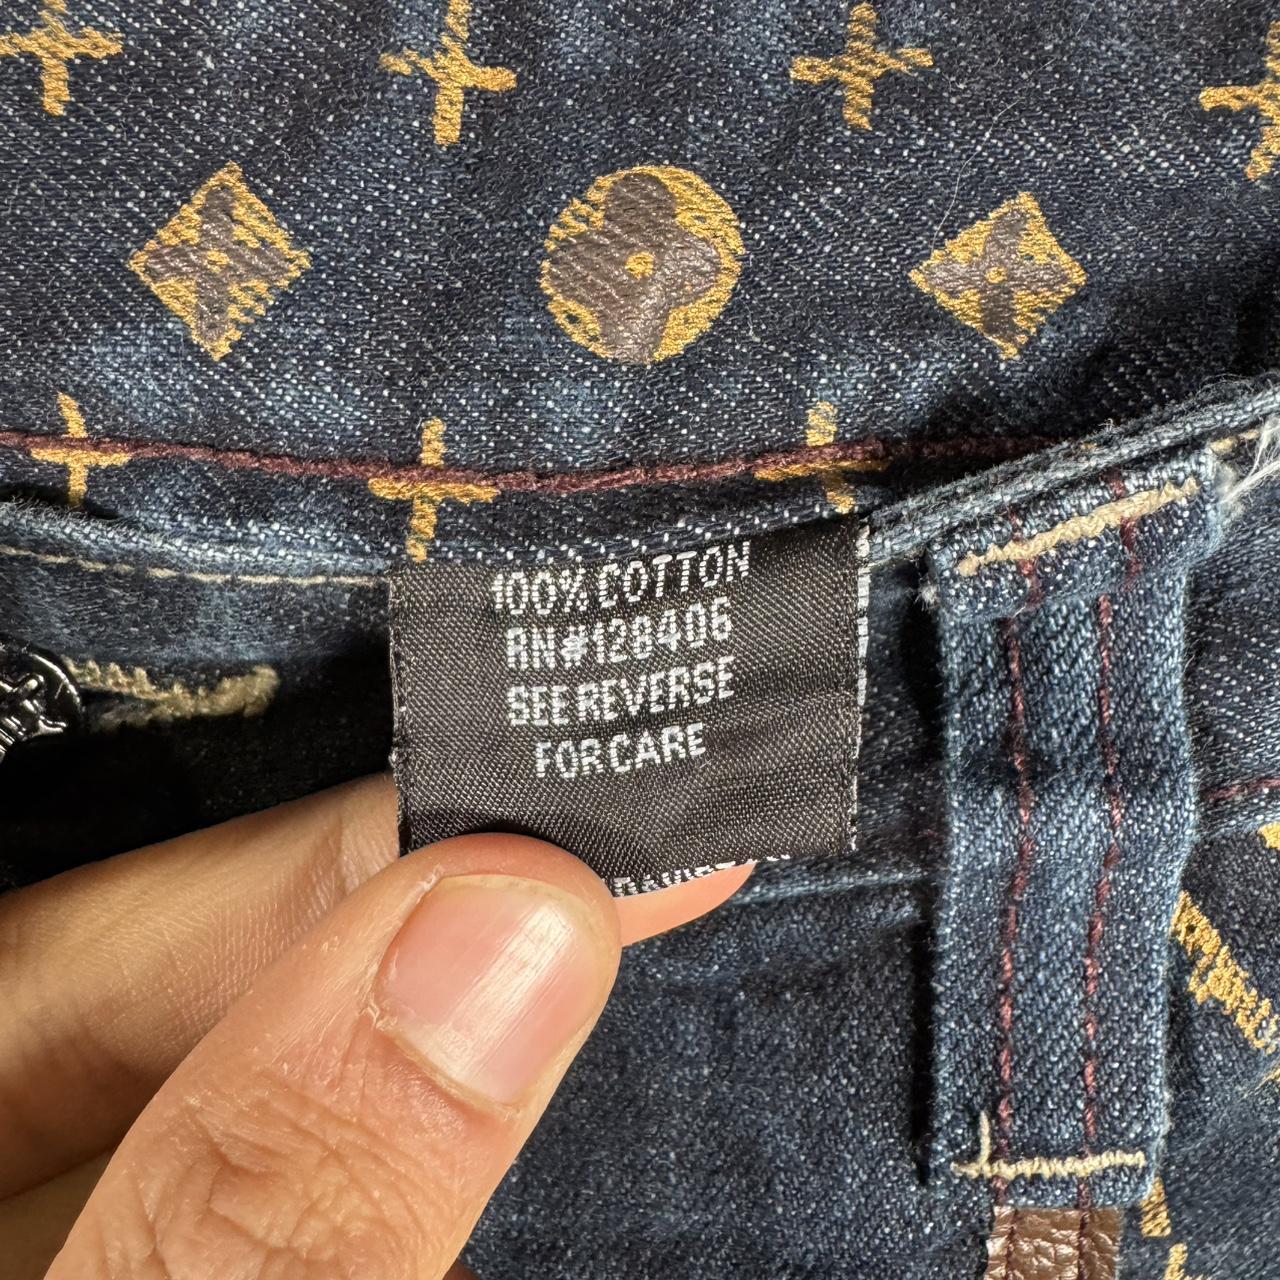 100% COTTON
RN#128406
SEE REVERSE
FOR CARE